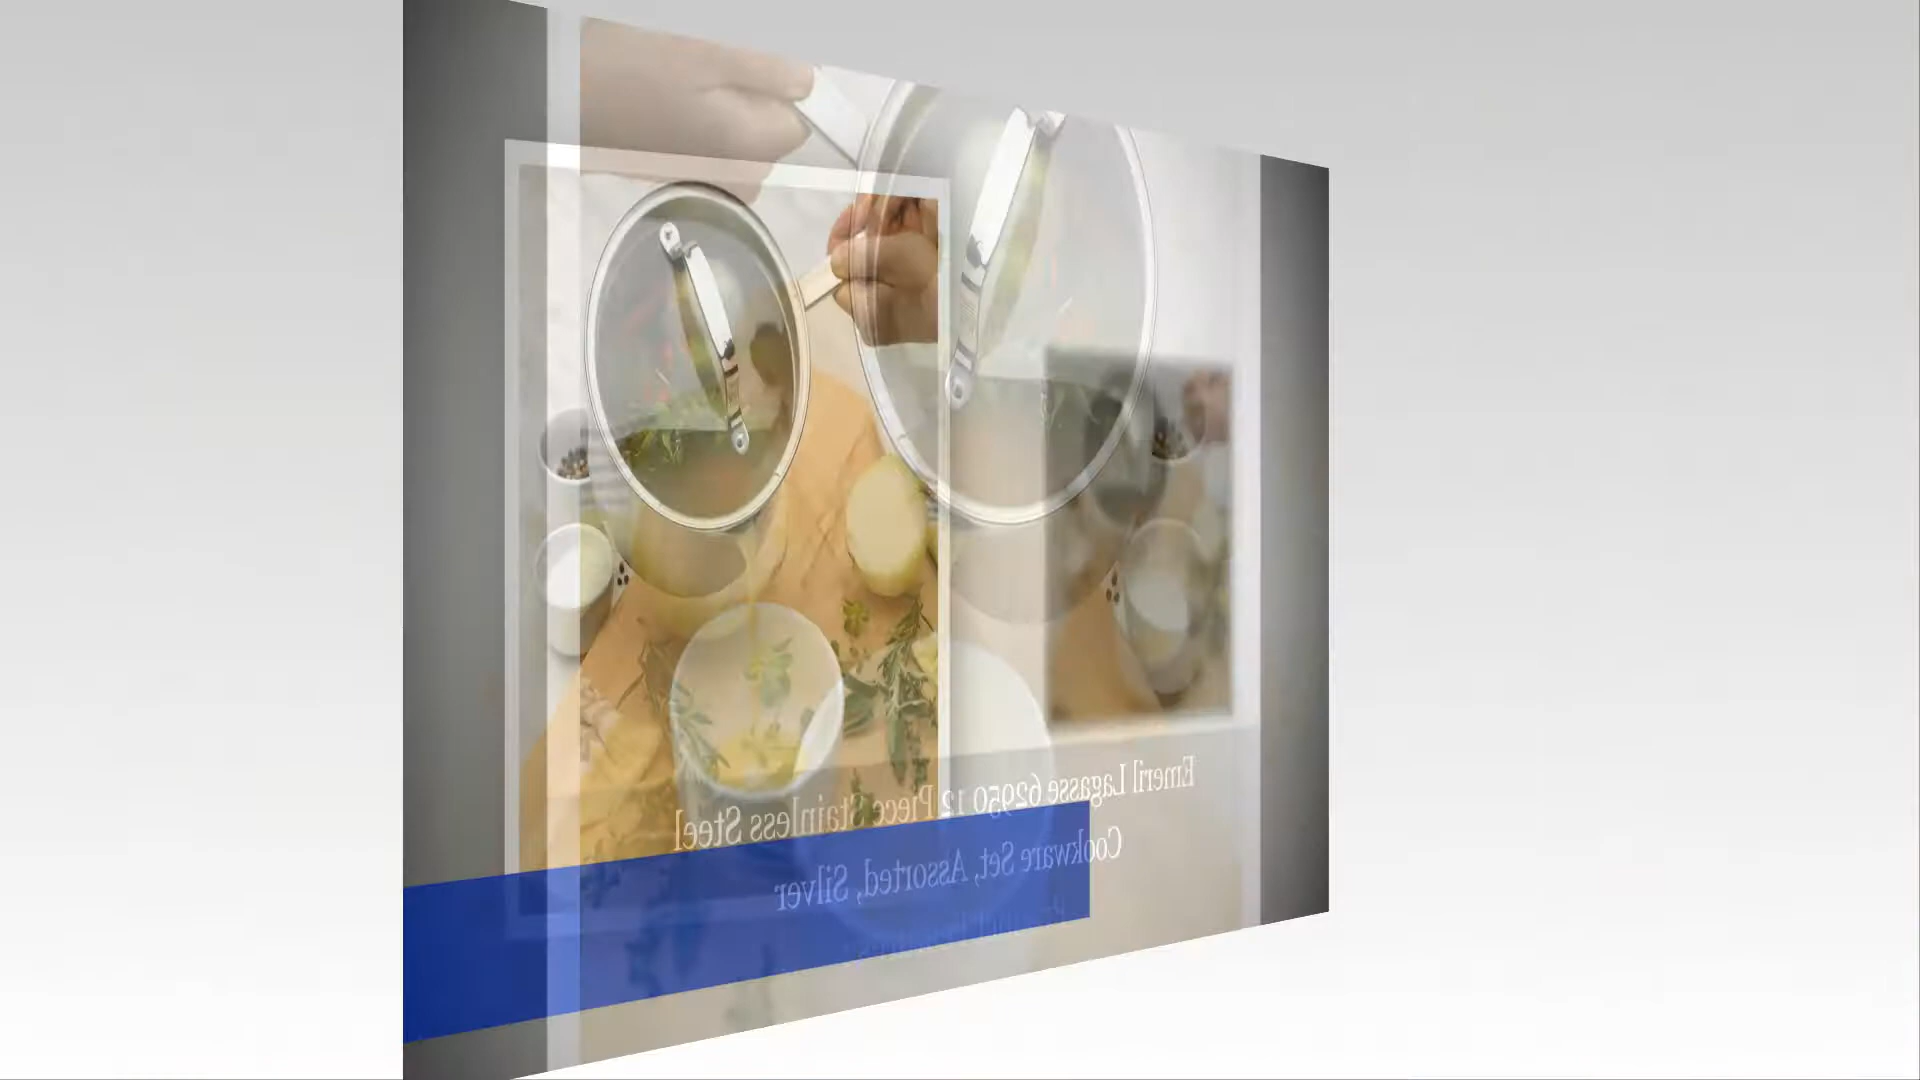 Emeril Lagasse 62950 12 Piece Stainless Steel
Cookware Set, Assorted, Silver